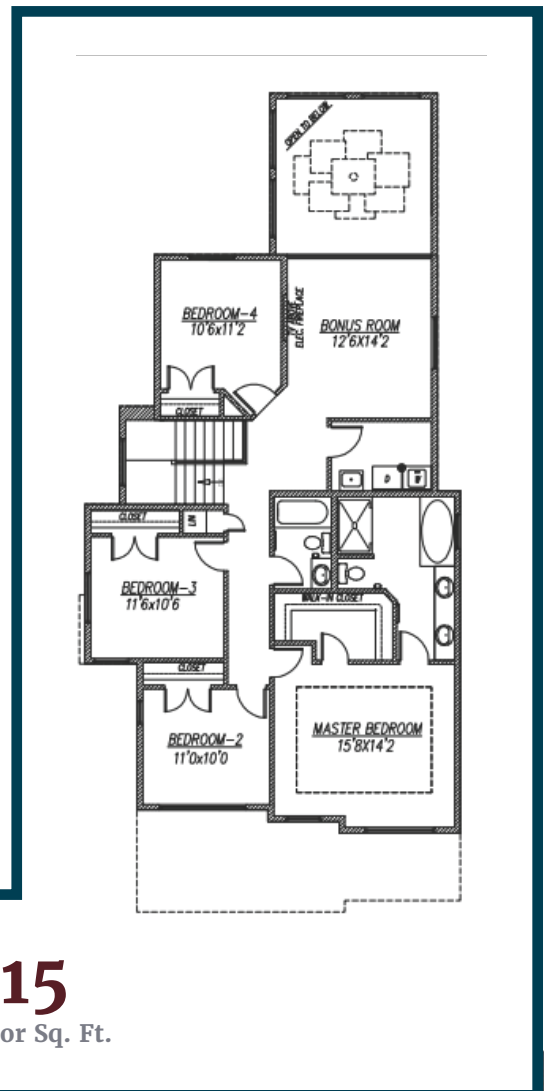 OPEN TO BELOW
BEDROOM-4
10'6x11'2
ELEC. FIREPLACE
BONUS ROOM
12'6X14'2
CLOSET
D
W
CLOSET
LIN
BEDROOM-3
11'6x10'6
WALK-IN CLOSET
CLOSET
BEDROOM-2
11'0x10'0
MASTER BEDROOM
15'8X14'2
15
or Sq. Ft.